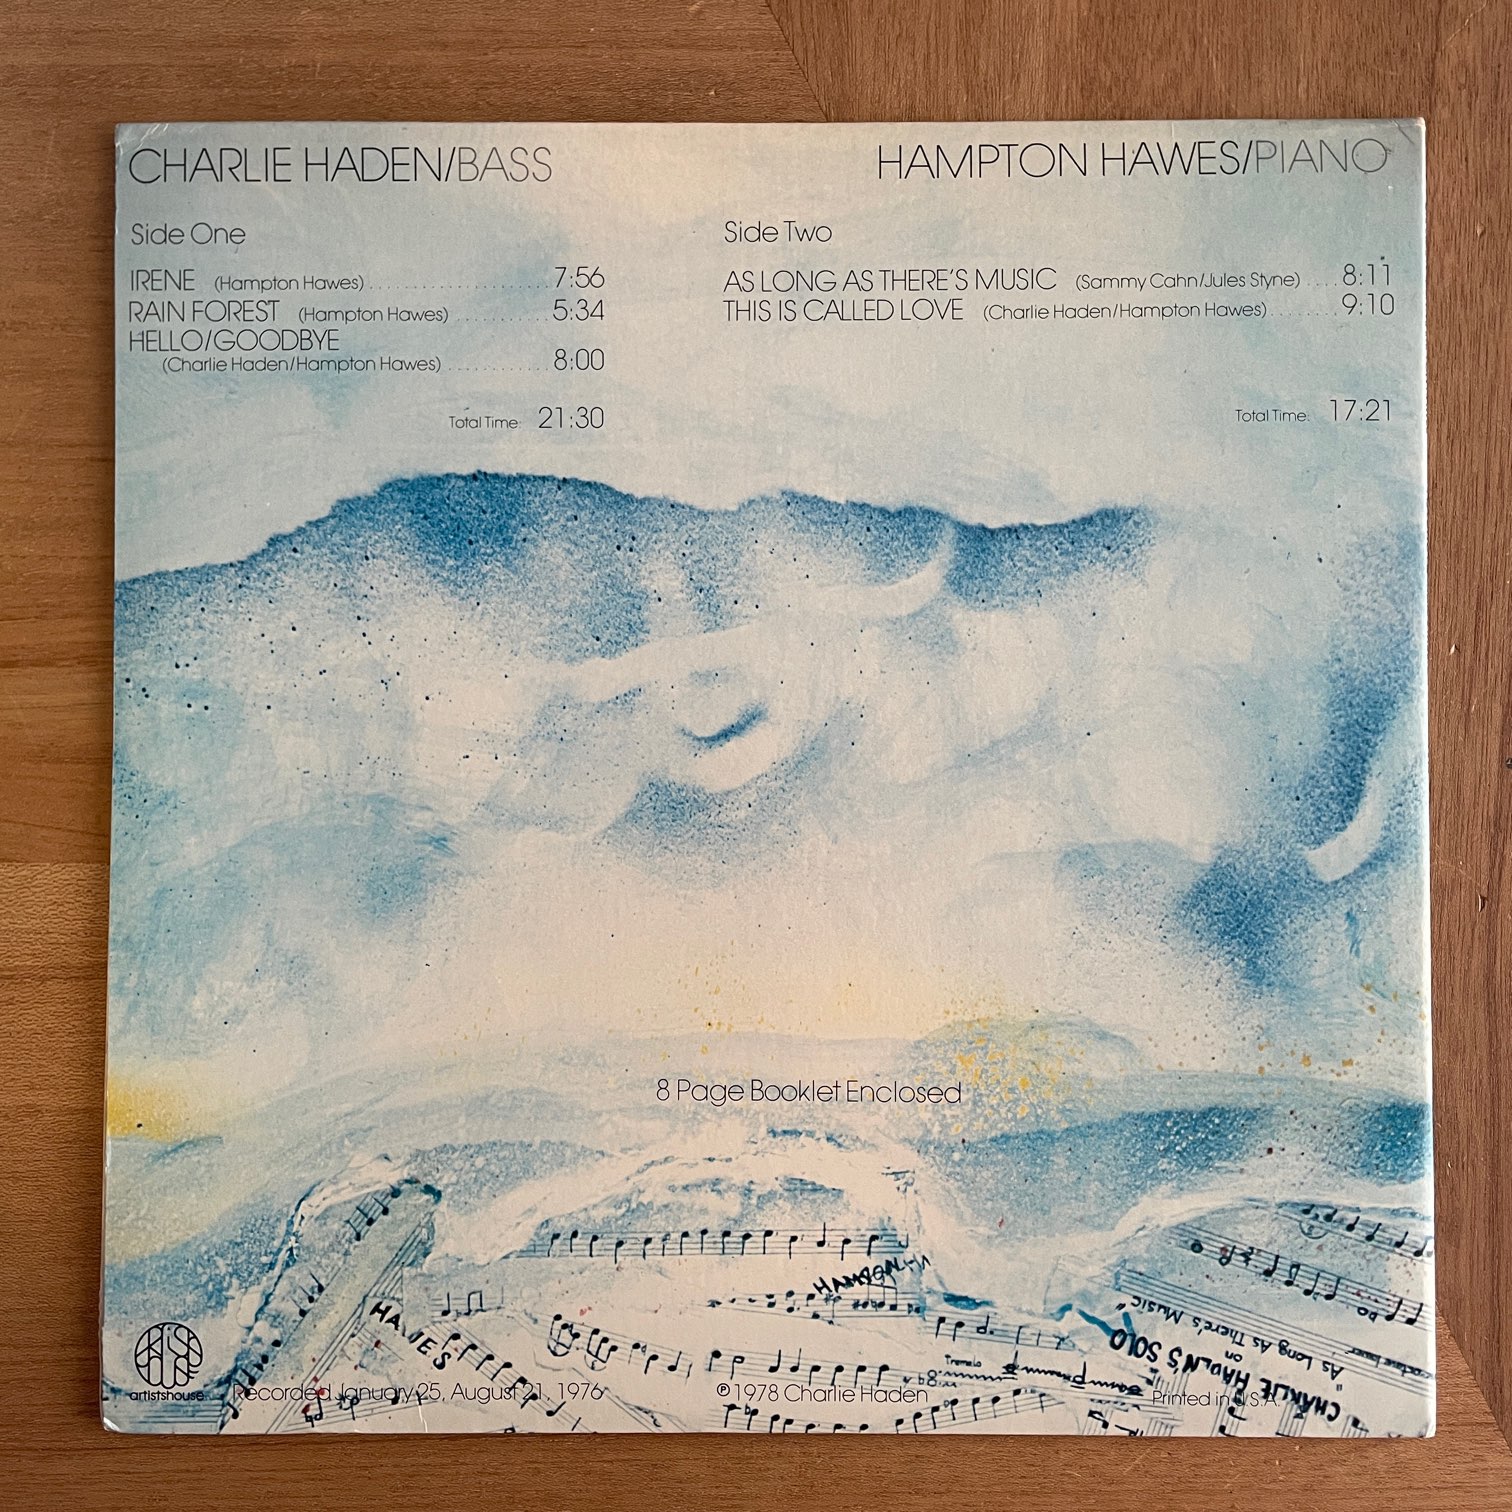 CHARLIE HADEN/BASS
HAMPTON HAWES/PIANO
Side One
IRENE (Hampton Hawes) 7:56
RAIN FOREST (Hampton Hawes) 5:34
HELLO/GOODBYE
(Charlie Haden/Hampton Hawes) 8:00
Total Time: 21:30
Side Two
AS LONG AS THERE'S MUSIC (Sammy Cahn/Jules Styne) 8:11
THIS IS CALLED LOVE (Charlie Haden/Hampton Hawes) 9:10
Total Time: 17:21
8 Page Booklet Enclosed
HAMPTON
HAWES
Tremolo
CHARLIE HADEN'S SOLO
on
"As Long As There's Music"
artistshouse
Recorded January 25, August 21, 1976
℗1978 Charlie Haden
Printed in U.S.A.